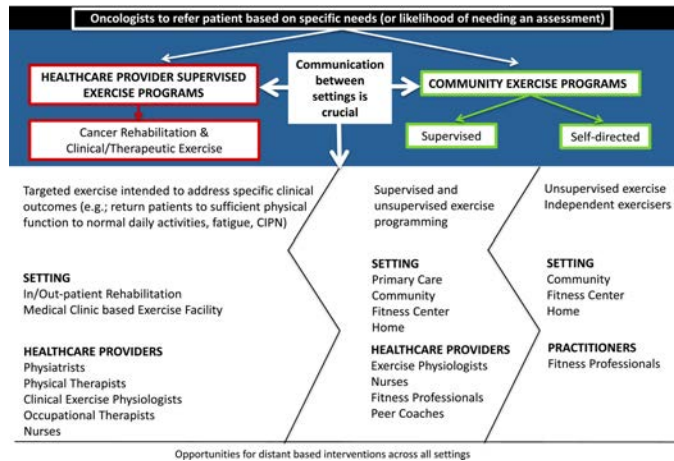 Oncologists to refer patient based on specific needs (or likelihood of needing an assessment)
HEALTHCARE PROVIDER SUPERVISED
EXERCISE PROGRAMS
Communication
between
settings is
crucial
COMMUNITY EXERCISE PROGRAMS
Cancer Rehabilitation &
Clinical/Therapeutic Exercise
Supervised
Self-directed
Targeted exercise intended to address specific clinical
outcomes (e.g.; return patients to sufficient physical
function to normal daily activities, fatigue, CIPN)
SETTING
In/Out-patient Rehabilitation
Medical Clinic based Exercise Facility
HEALTHCARE PROVIDERS
Physiatrists
Physical Therapists
Clinical Exercise Physiologists
Occupational Therapists
Nurses
Supervised and
unsupervised exercise
programming
SETTING
Primary Care
Community
Fitness Center
Home
HEALTHCARE PROVIDERS
Exercise Physiologists
Nurses
Fitness Professionals
Peer Coaches
Unsupervised exercise
Independent exercisers
SETTING
Community
Fitness Center
Home
PRACTITIONERS
Fitness Professionals
Opportunities for distant based interventions across all settings